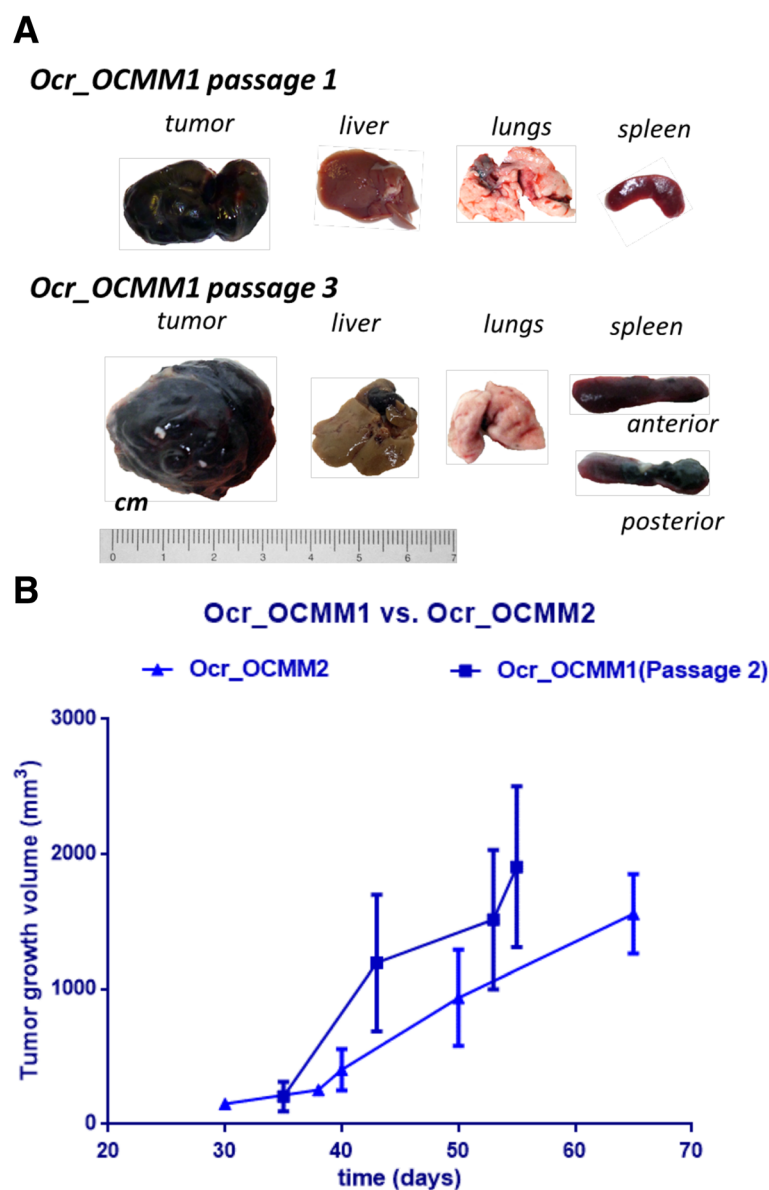 A
Ocr_OCMM1 passage 1
tumor liver lungs spleen
Ocr_OCMM1 passage 3
tumor liver lungs spleen
anterior
posterior
cm
0 1 2 3 4 5 6 7
B
Ocr_OCMM1 vs. Ocr_OCMM2
Ocr_OCMM2 Ocr_OCMM1(Passage 2)
Tumor growth volume (mm³)
3000
2000
1000
0
20 30 40 50 60 70
time (days)